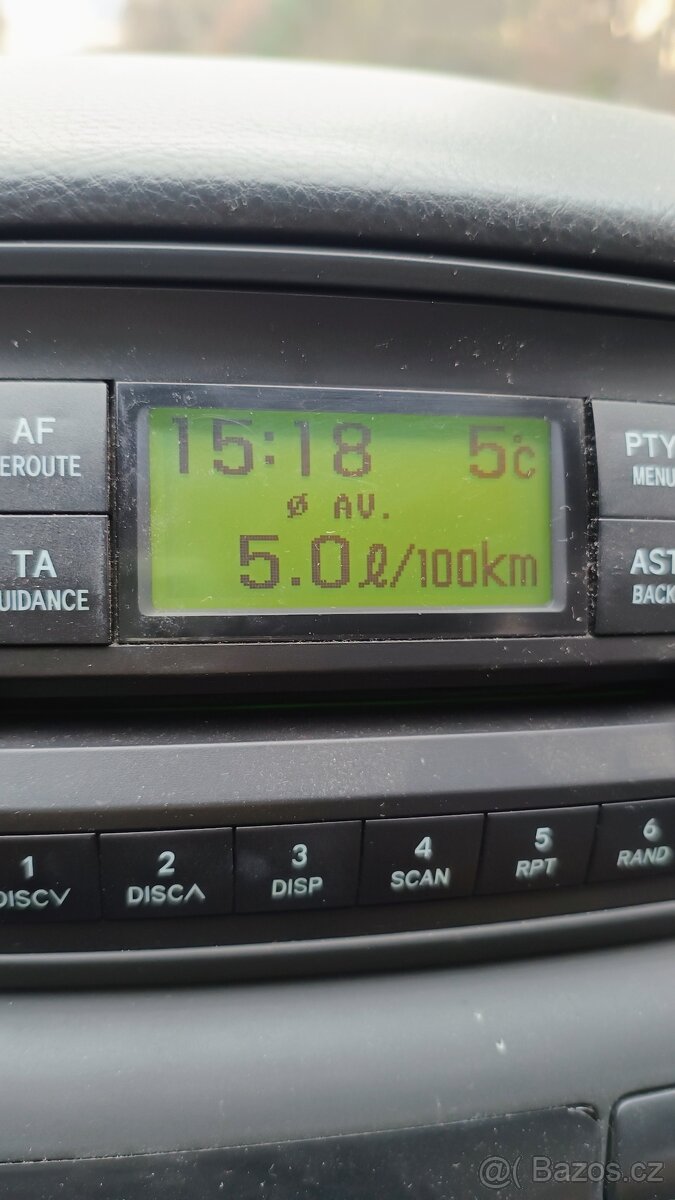 AF
EROUTE
TA
UIDANCE
15:18 5°C
Ø AV.
5.0ℓ/100km
PTY
MENU
AST
BACK
1
DISC∨
2
DISC∧
3
DISP
4
SCAN
5
RPT
6
RAND
@ Bazos.cz